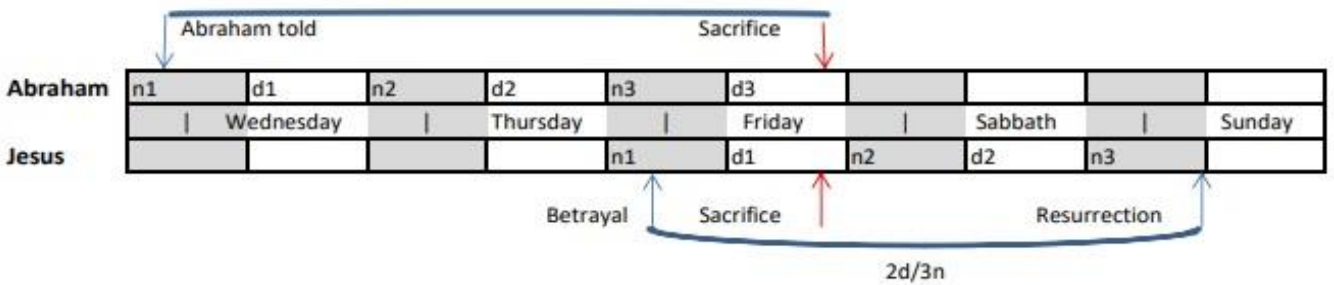 Abraham told Sacrifice
Abraham n1 d1 n2 d2 n3 d3
| Wednesday | Thursday | Friday | Sabbath | Sunday
Jesus n1 d1 n2 d2 n3
Betrayal Sacrifice Resurrection
2d/3n